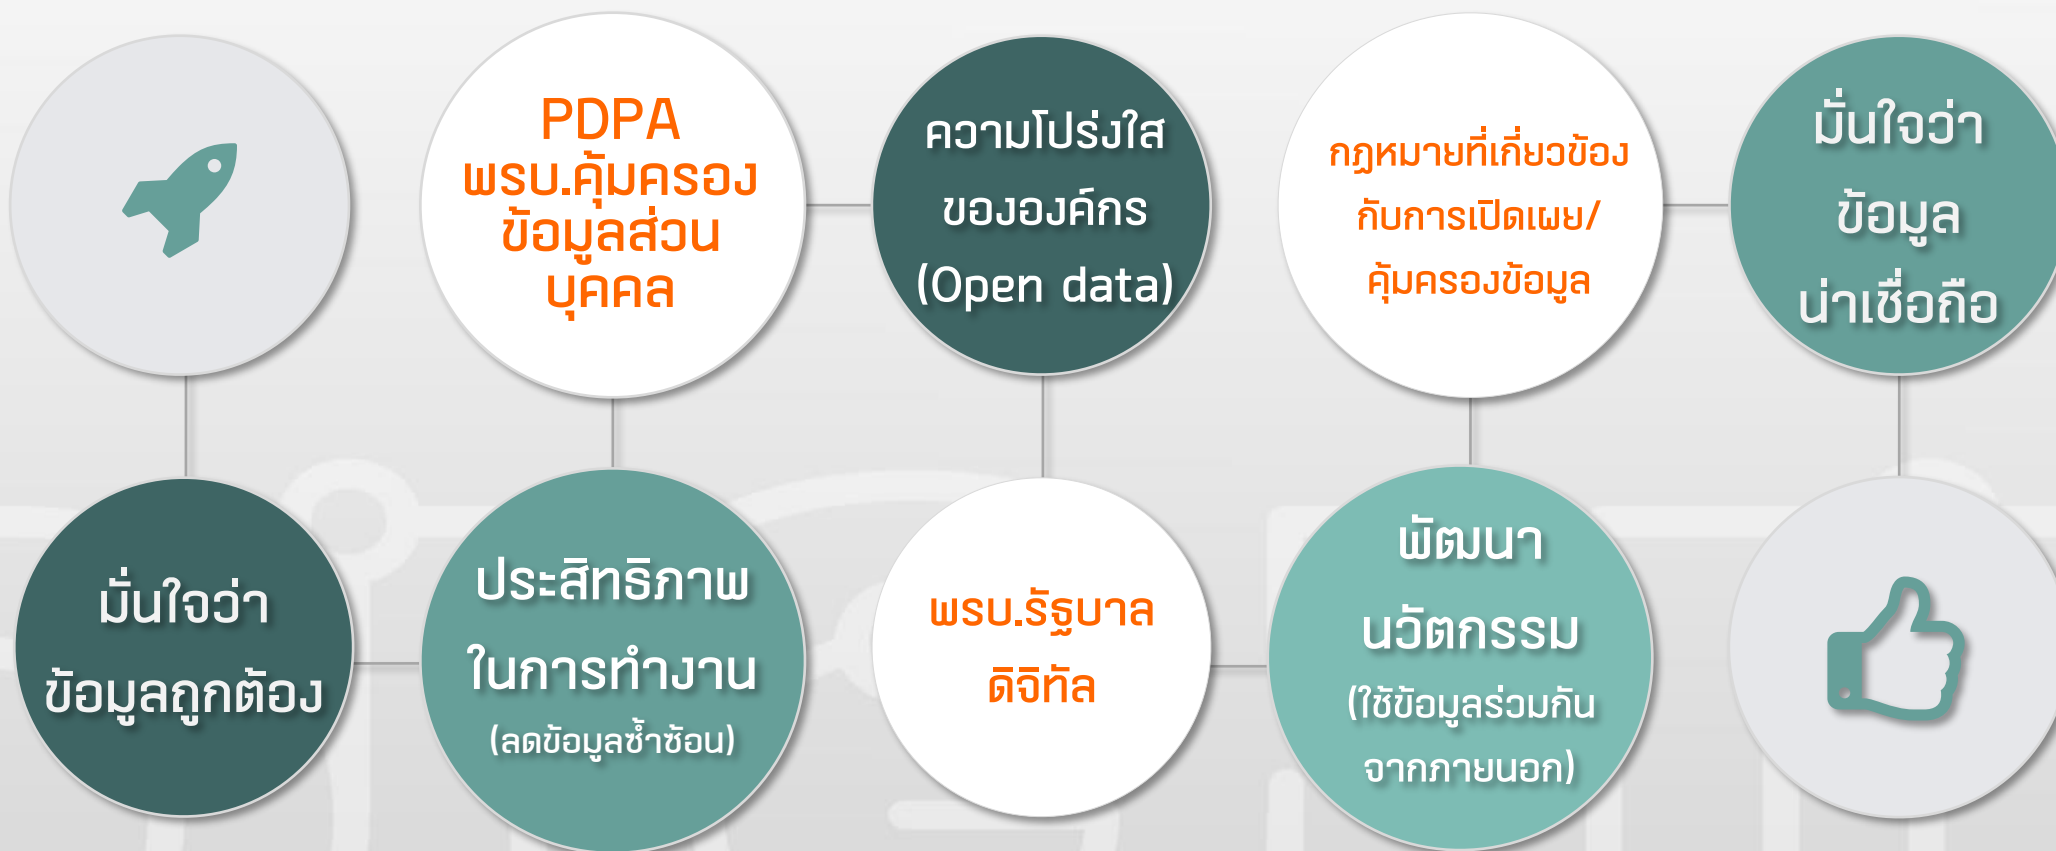 PDPA
พรบ.คุ้มครอง
ข้อมูลส่วน
บุคคล
ความโปร่งใส
ขององค์กร
(Open data)
กฎหมายที่เกี่ยวข้อง
กับการเปิดเผย/
คุ้มครองข้อมูล
มั่นใจว่า
ข้อมูล
น่าเชื่อถือ
มั่นใจว่า
ข้อมูลถูกต้อง
ประสิทธิภาพ
ในการทำงาน
(ลดข้อมูลซ้ำซ้อน)
พรบ.รัฐบาล
ดิจิทัล
พัฒนา
นวัตกรรม
(ใช้ข้อมูลร่วมกัน
จากภายนอก)